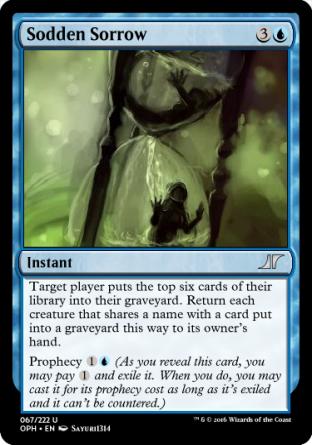 Sodden Sorrow 3
Instant
Target player puts the top six cards of their
library into their graveyard. Return each
creature that shares a name with a card put
into a graveyard this way to its owner's
hand.
Prophecy 1 (As you reveal this card, you
may pay 1 and exile it. When you do, you may
cast it for its prophecy cost as long as it's exiled
and it can't be countered.)
067/222 U
OPH • EN Sayuri1314
™ & © 2016 Wizards of the Coast